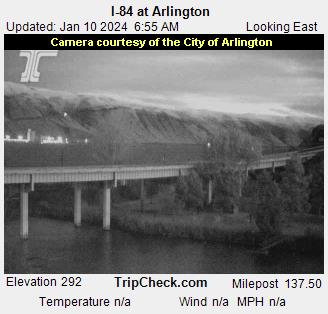 I-84 at Arlington
Updated: Jan 10 2024 6:55 AM Looking East
Camera courtesy of the City of Arlington
Elevation 292 TripCheck.com Milepost 137.50
Temperature n/a Wind n/a MPH n/a